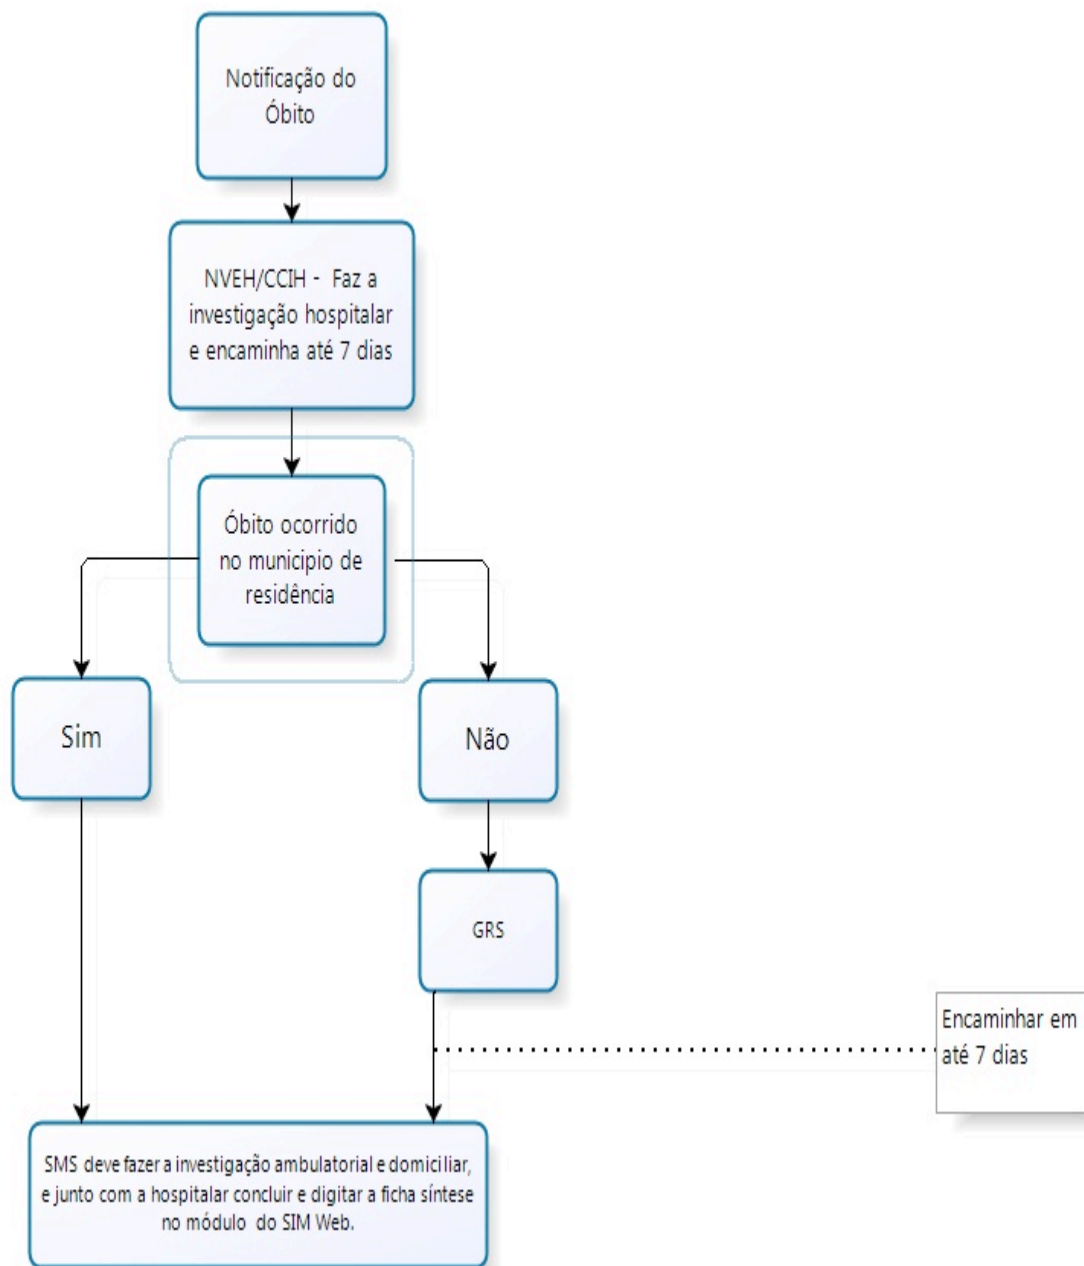 Notificação do
Óbito
NVEH/CCIH - Faz a
investigação hospitalar
e encaminha até 7 dias
Óbito ocorrido
no municipio de
residência
Sim
Não
GRS
Encaminhar em
até 7 dias
SMS deve fazer a investigação ambulatorial e domiciliar,
e junto com a hospitalar concluir e digitar a ficha síntese
no módulo do SIM Web.